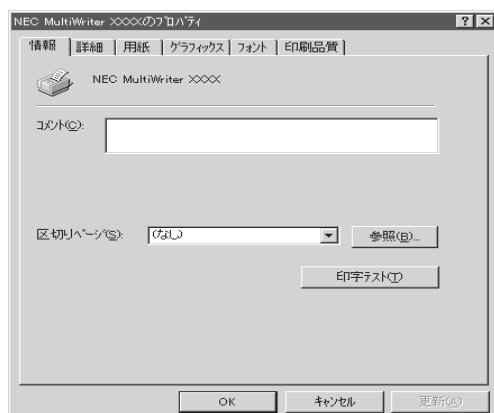 NEC MultiWriter XXXXのプロパティ
情報 詳細 用紙 グラフィックス フォント 印刷品質
NEC MultiWriter XXXX
コメント(C):
区切りページ(S): (なし) 参照(B)...
印字テスト(T)
OK キャンセル 更新(A)